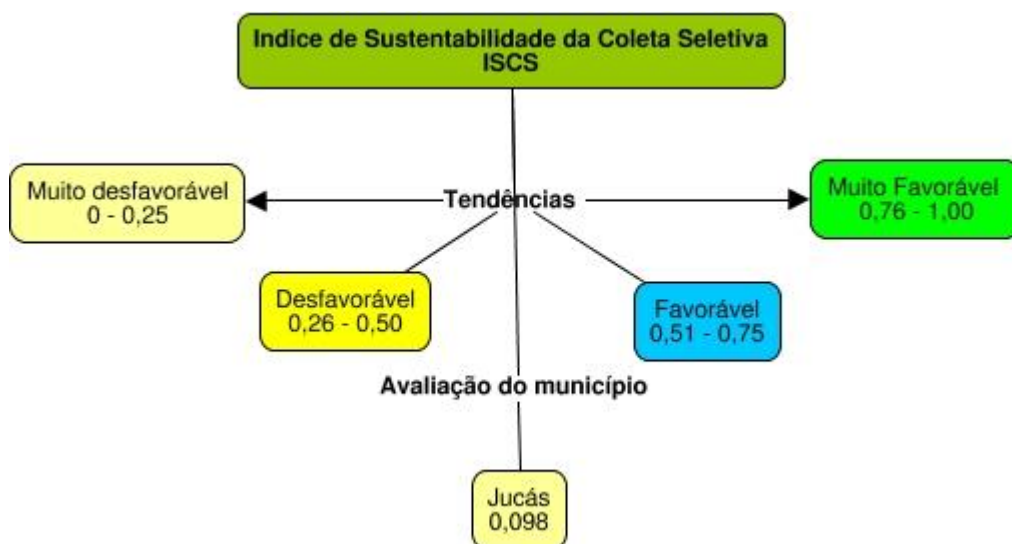 Indice de Sustentabilidade da Coleta Seletiva
ISCS
Muito desfavorável
0 - 0,25
Tendências
Muito Favorável
0,76 - 1,00
Desfavorável
0,26 - 0,50
Favorável
0,51 - 0,75
Avaliação do município
Jucás
0,098